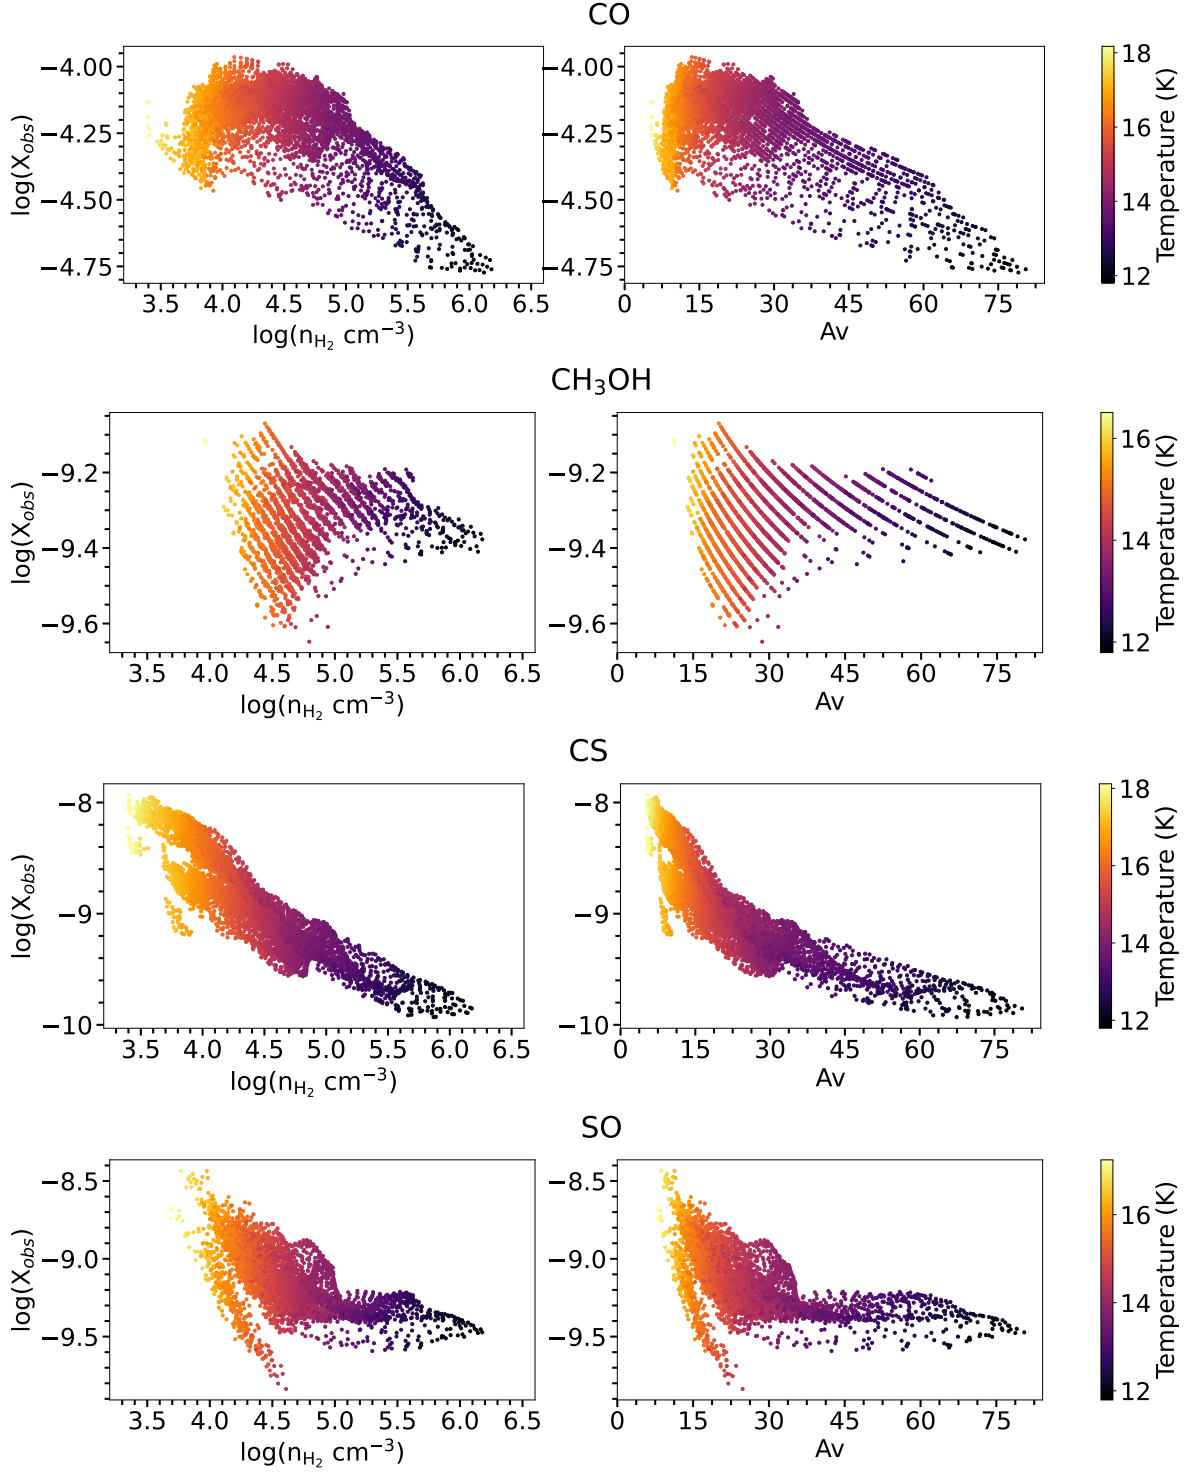 CO
−4.00
−4.25
−4.50
−4.75
log(X_obs)
3.5 4.0 4.5 5.0 5.5 6.0 6.5
log(n_H₂ cm⁻³)
−4.00
−4.25
−4.50
−4.75
0 15 30 45 60 75
Av
18
16
14
12
Temperature (K)
CH₃OH
−9.2
−9.4
−9.6
log(X_obs)
3.5 4.0 4.5 5.0 5.5 6.0 6.5
log(n_H₂ cm⁻³)
−9.2
−9.4
−9.6
0 15 30 45 60 75
Av
16
14
12
Temperature (K)
CS
−8
−9
−10
log(X_obs)
3.5 4.0 4.5 5.0 5.5 6.0 6.5
log(n_H₂ cm⁻³)
−8
−9
−10
0 15 30 45 60 75
Av
18
16
14
12
Temperature (K)
SO
−8.5
−9.0
−9.5
log(X_obs)
3.5 4.0 4.5 5.0 5.5 6.0 6.5
log(n_H₂ cm⁻³)
−8.5
−9.0
−9.5
0 15 30 45 60 75
Av
16
14
12
Temperature (K)